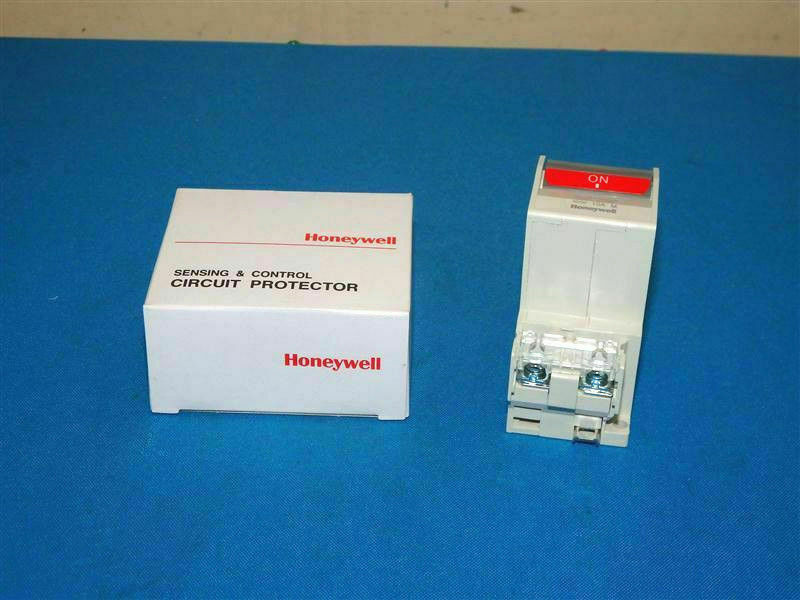 Honeywell
SENSING & CONTROL
CIRCUIT PROTECTOR
Honeywell
ON
Honeywell